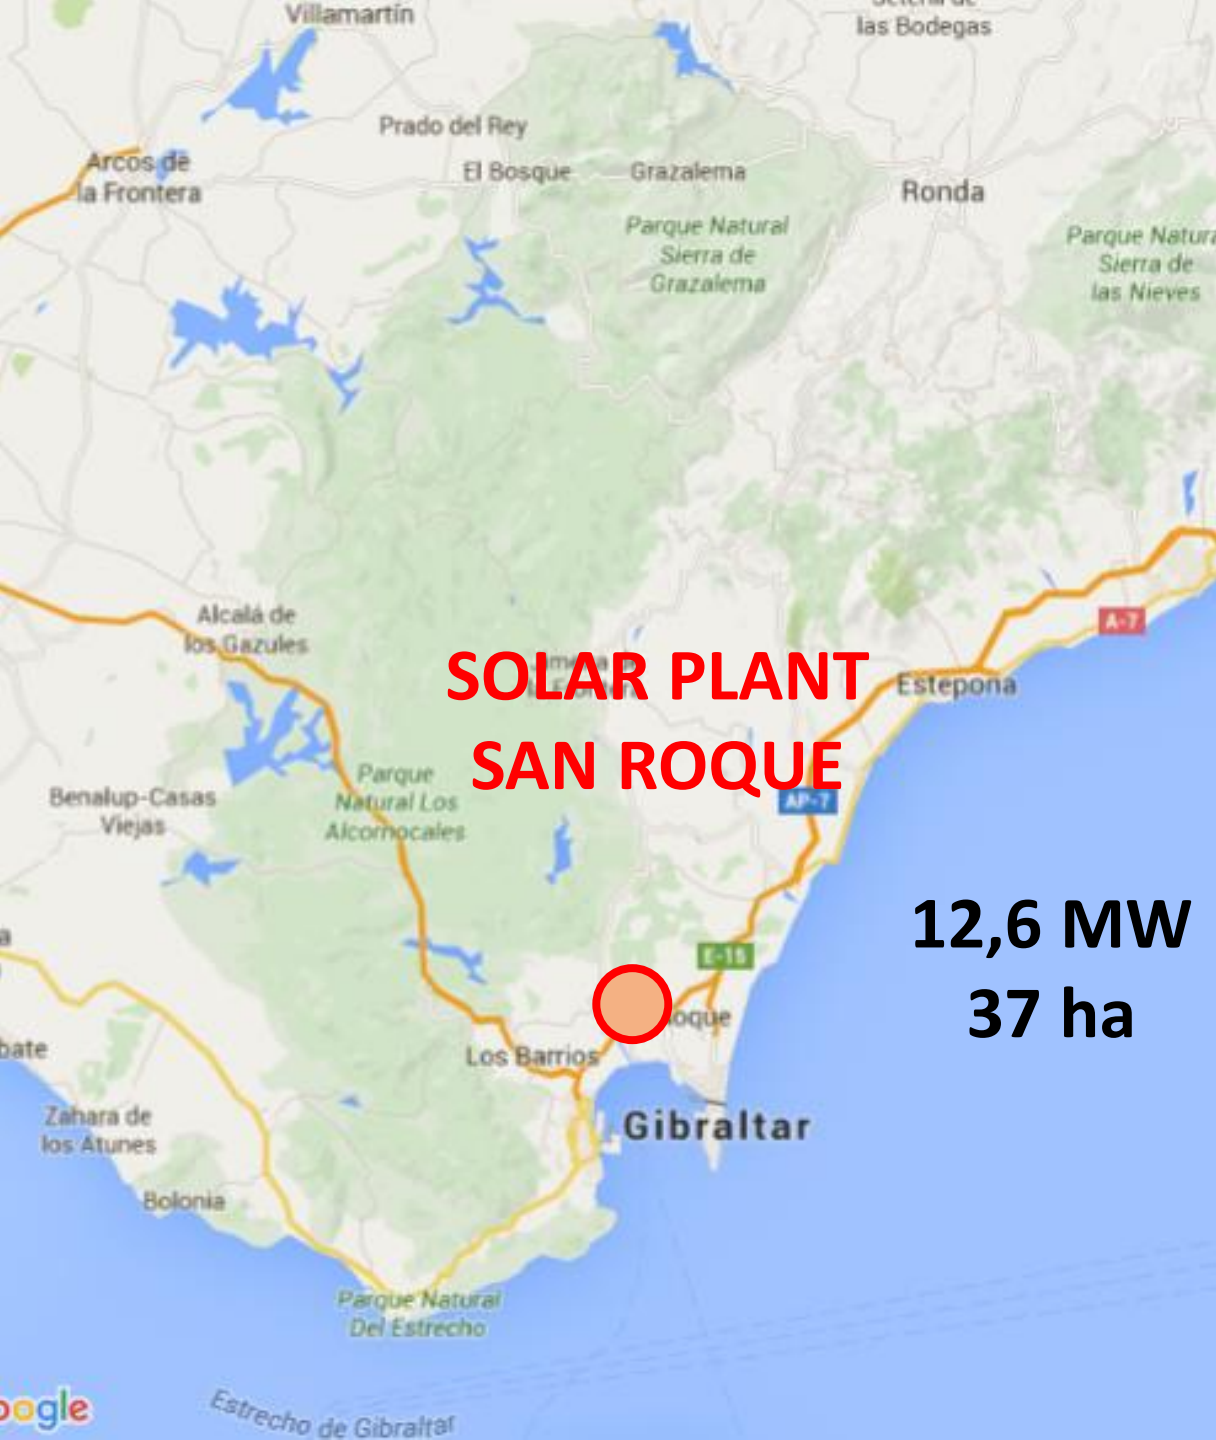 Villamartín
las Bodegas
Prado del Rey
Arcos de
la Frontera
El Bosque
Grazalema
Ronda
Parque Natural
Sierra de
Grazalema
Parque Natura
Sierra de
las Nieves
Alcalá de
los Gazules
A-7
SOLAR PLANT
SAN ROQUE
Estepona
Parque
Natural Los
Alcornocales
AP-7
Benalup-Casas
Viejas
a
12,6 MW
37 ha
E-15
oque
bate
Los Barrios
Zahara de
los Atunes
Gibraltar
Bolonia
Parque Natural
Del Estrecho
oogle
Estrecho de Gibraltar